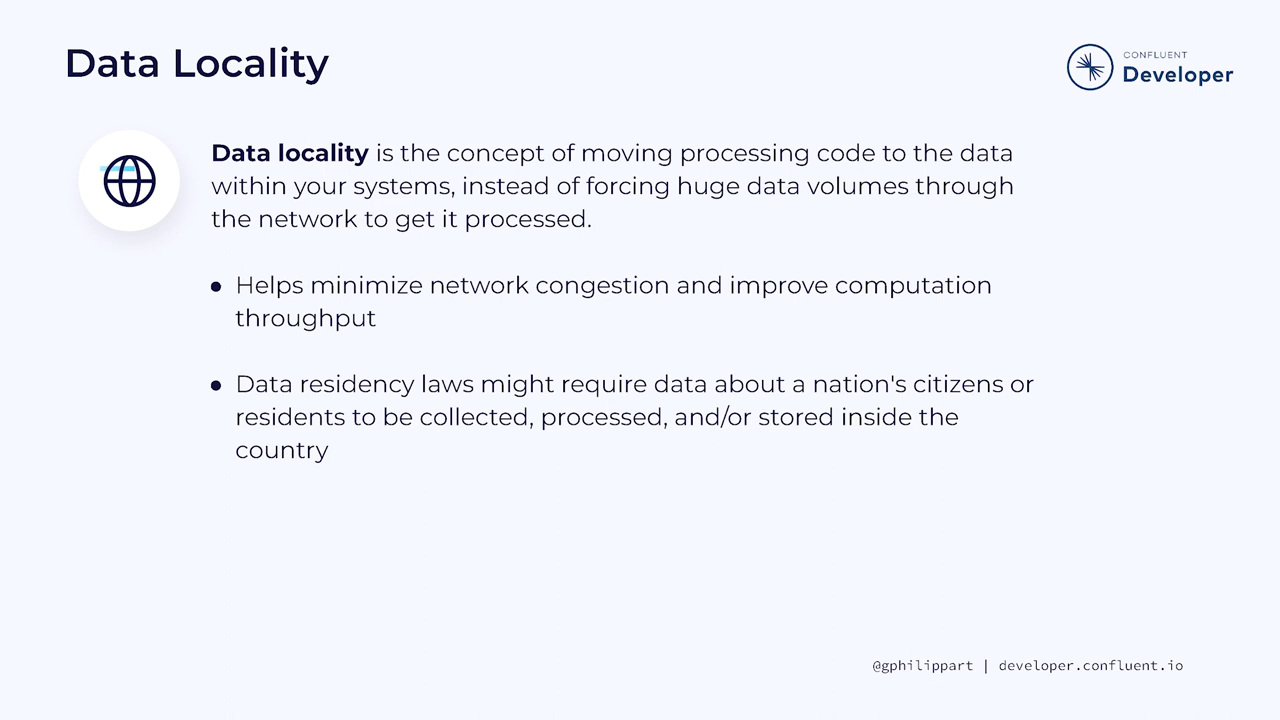 Data Locality
CONFLUENT
Developer
Data locality is the concept of moving processing code to the data
within your systems, instead of forcing huge data volumes through
the network to get it processed.
● Helps minimize network congestion and improve computation
throughput
● Data residency laws might require data about a nation's citizens or
residents to be collected, processed, and/or stored inside the
country
@gphilippart | developer.confluent.io